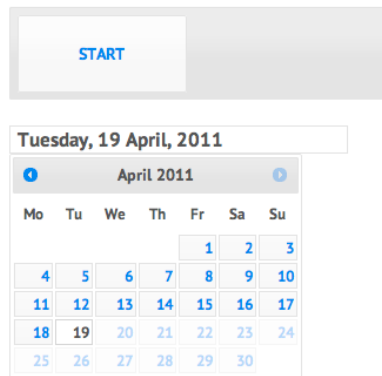 START
Tuesday, 19 April, 2011
April 2011
Mo Tu We Th Fr Sa Su
1 2 3
4 5 6 7 8 9 10
11 12 13 14 15 16 17
18 19 20 21 22 23 24
25 26 27 28 29 30